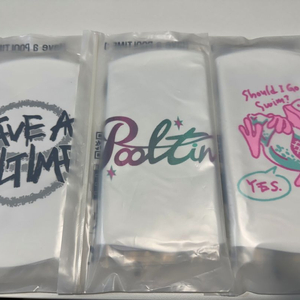 AVE A
LTIME
Pooltim
Should I Go
Swim?
YES.